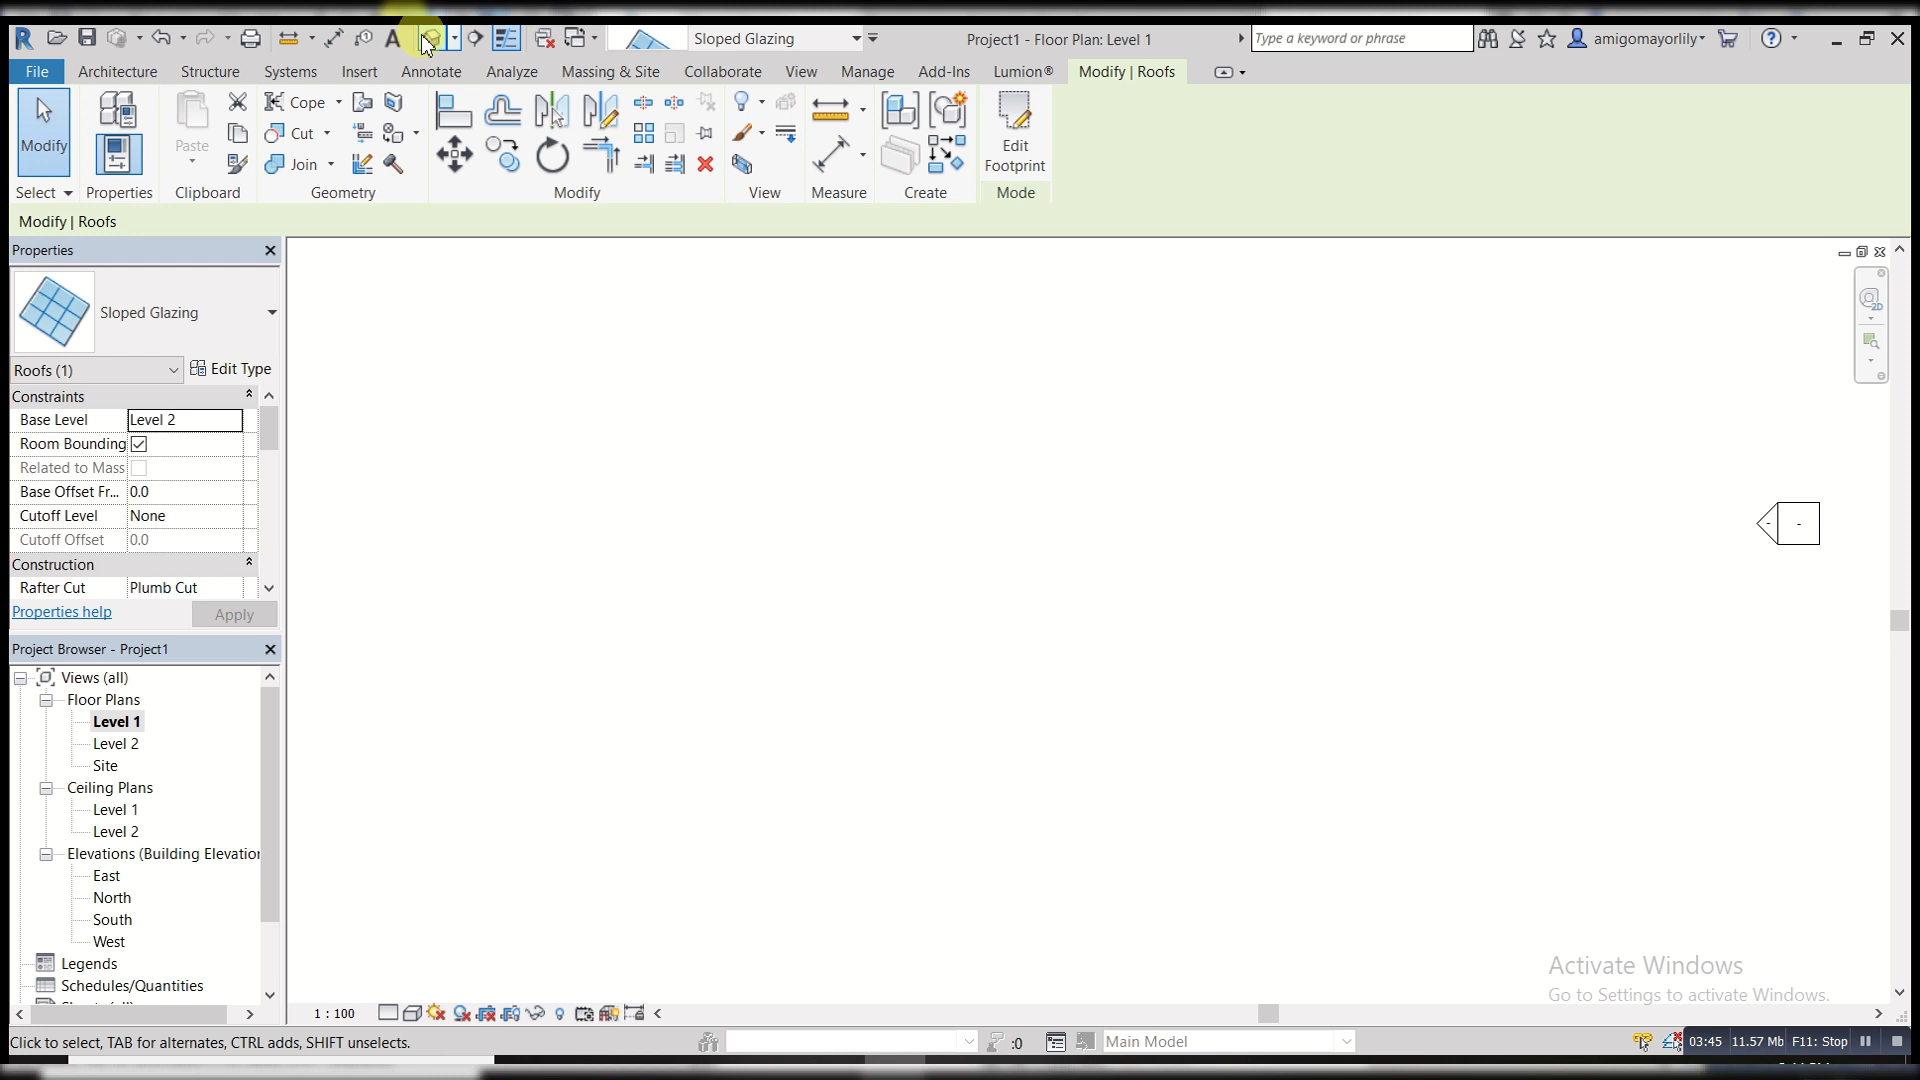 Sloped Glazing
Project1 - Floor Plan: Level 1
Type a keyword or phrase
amigomayorlily
File
Architecture
Structure
Systems
Insert
Annotate
Analyze
Massing & Site
Collaborate
View
Manage
Add-Ins
Lumion®
Modify | Roofs
Modify
Paste
Cope
Cut
Join
Edit
Footprint
Select
Properties
Clipboard
Geometry
Modify
View
Measure
Create
Mode
Modify | Roofs
Properties
Sloped Glazing
Roofs (1)
Edit Type
Constraints
Base Level Level 2
Room Bounding
Related to Mass
Base Offset Fr... 0.0
Cutoff Level None
Cutoff Offset 0.0
Construction
Rafter Cut Plumb Cut
Properties help
Apply
Project Browser - Project1
Views (all)
Floor Plans
Level 1
Level 2
Site
Ceiling Plans
Level 1
Level 2
Elevations (Building Elevation
East
North
South
West
Legends
Schedules/Quantities
Activate Windows
Go to Settings to activate Windows.
1 : 100
Click to select, TAB for alternates, CTRL adds, SHIFT unselects.
:0
Main Model
03:45 11.57 Mb F11: Stop